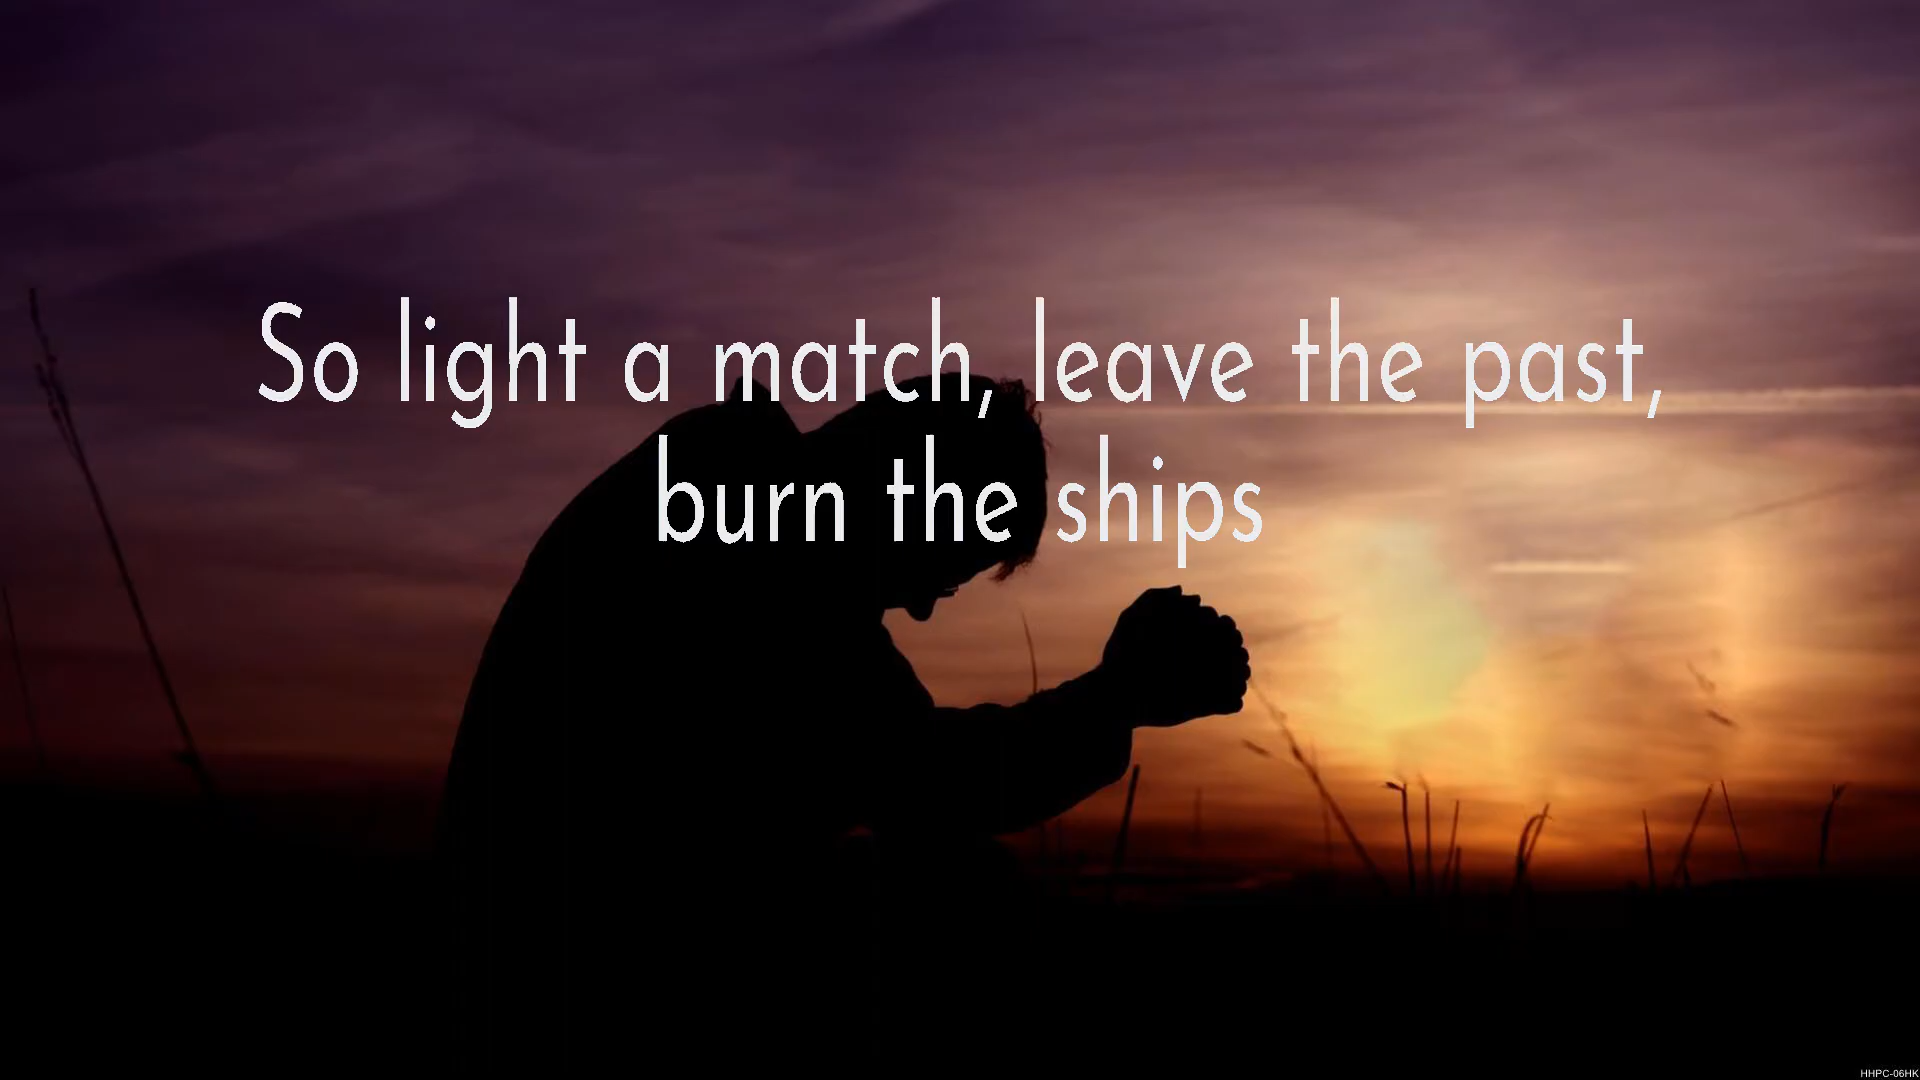 So light a match, leave the past,
burn the ships
HHPC-06HK